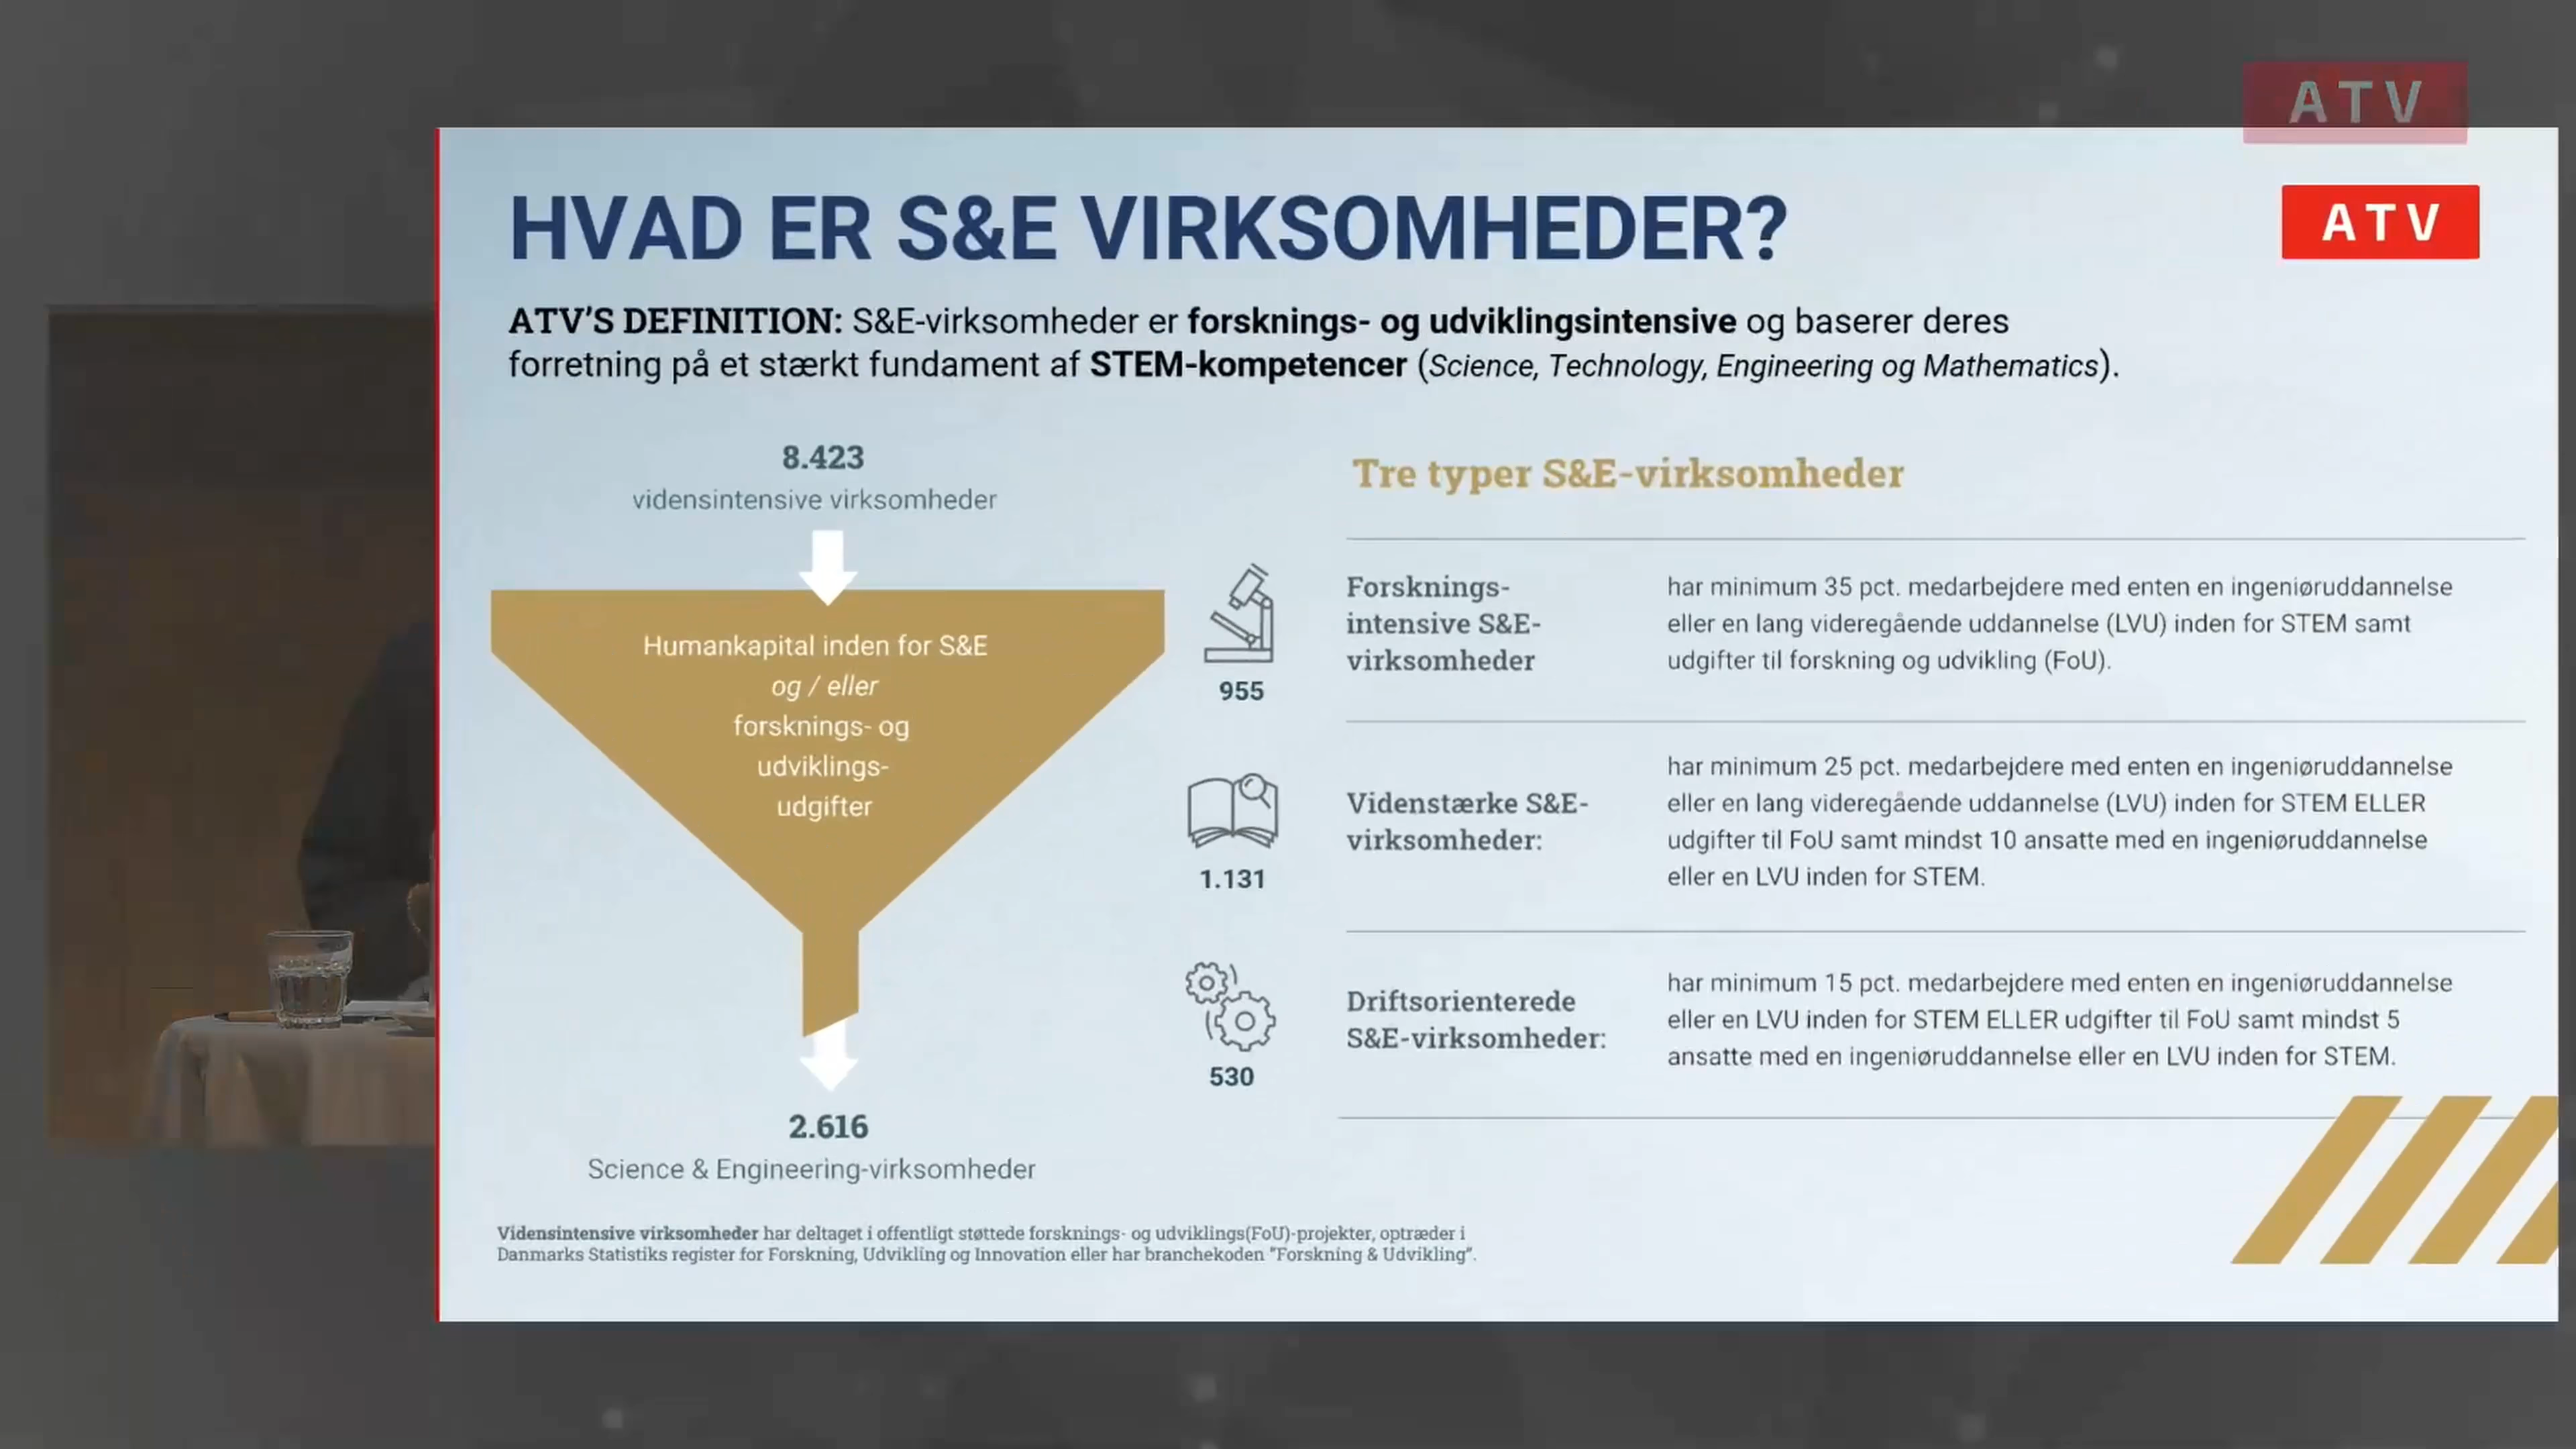 ATV
ATV
HVAD ER S&E VIRKSOMHEDER?
ATV'S DEFINITION: S&E-virksomheder er forsknings- og udviklingsintensive og baserer deres
forretning på et stærkt fundament af STEM-kompetencer (Science, Technology, Engineering og Mathematics).
8.423
vidensintensive virksomheder
Humankapital inden for S&E
og / eller
forsknings- og
udviklings-
udgifter
2.616
Science & Engineering-virksomheder
Tre typer S&E-virksomheder
955
Forsknings-
intensive S&E-
virksomheder
har minimum 35 pct. medarbejdere med enten en ingeniøruddannelse
eller en lang videregående uddannelse (LVU) inden for STEM samt
udgifter til forskning og udvikling (FoU).
1.131
Videnstærke S&E-
virksomheder:
har minimum 25 pct. medarbejdere med enten en ingeniøruddannelse
eller en lang videregående uddannelse (LVU) inden for STEM ELLER
udgifter til FoU samt mindst 10 ansatte med en ingeniøruddannelse
eller en LVU inden for STEM.
530
Driftsorienterede
S&E-virksomheder:
har minimum 15 pct. medarbejdere med enten en ingeniøruddannelse
eller en LVU inden for STEM ELLER udgifter til FoU samt mindst 5
ansatte med en ingeniøruddannelse eller en LVU inden for STEM.
Vidensintensive virksomheder har deltaget i offentligt støttede forsknings- og udviklings(FoU)-projekter, optræder i
Danmarks Statistiks register for Forskning, Udvikling og Innovation eller har branchekoden "Forskning & Udvikling".